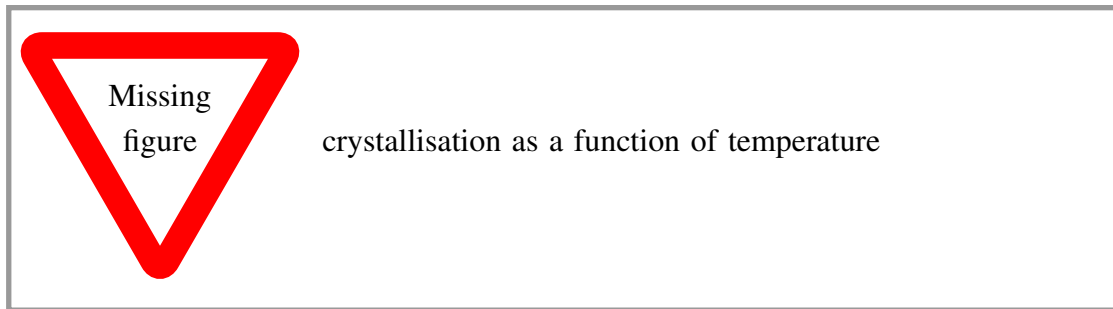 Missing
figure
crystallisation as a function of temperature